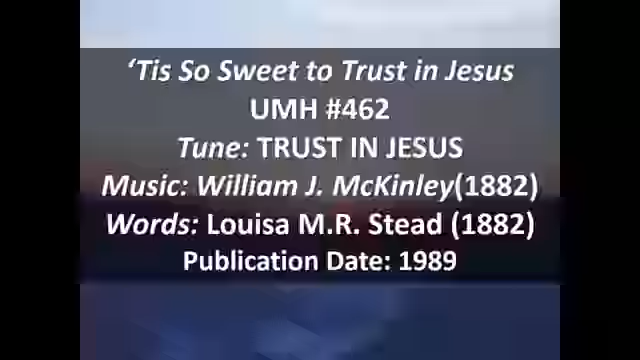 ‘Tis So Sweet to Trust in Jesus
UMH #462
Tune: TRUST IN JESUS
Music: William J. McKinley(1882)
Words: Louisa M.R. Stead (1882)
Publication Date: 1989